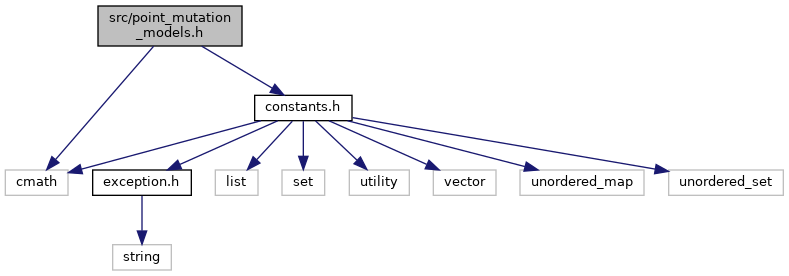 src/point_mutation
_models.h
constants.h
cmath
exception.h
list
set
utility
vector
unordered_map
unordered_set
string